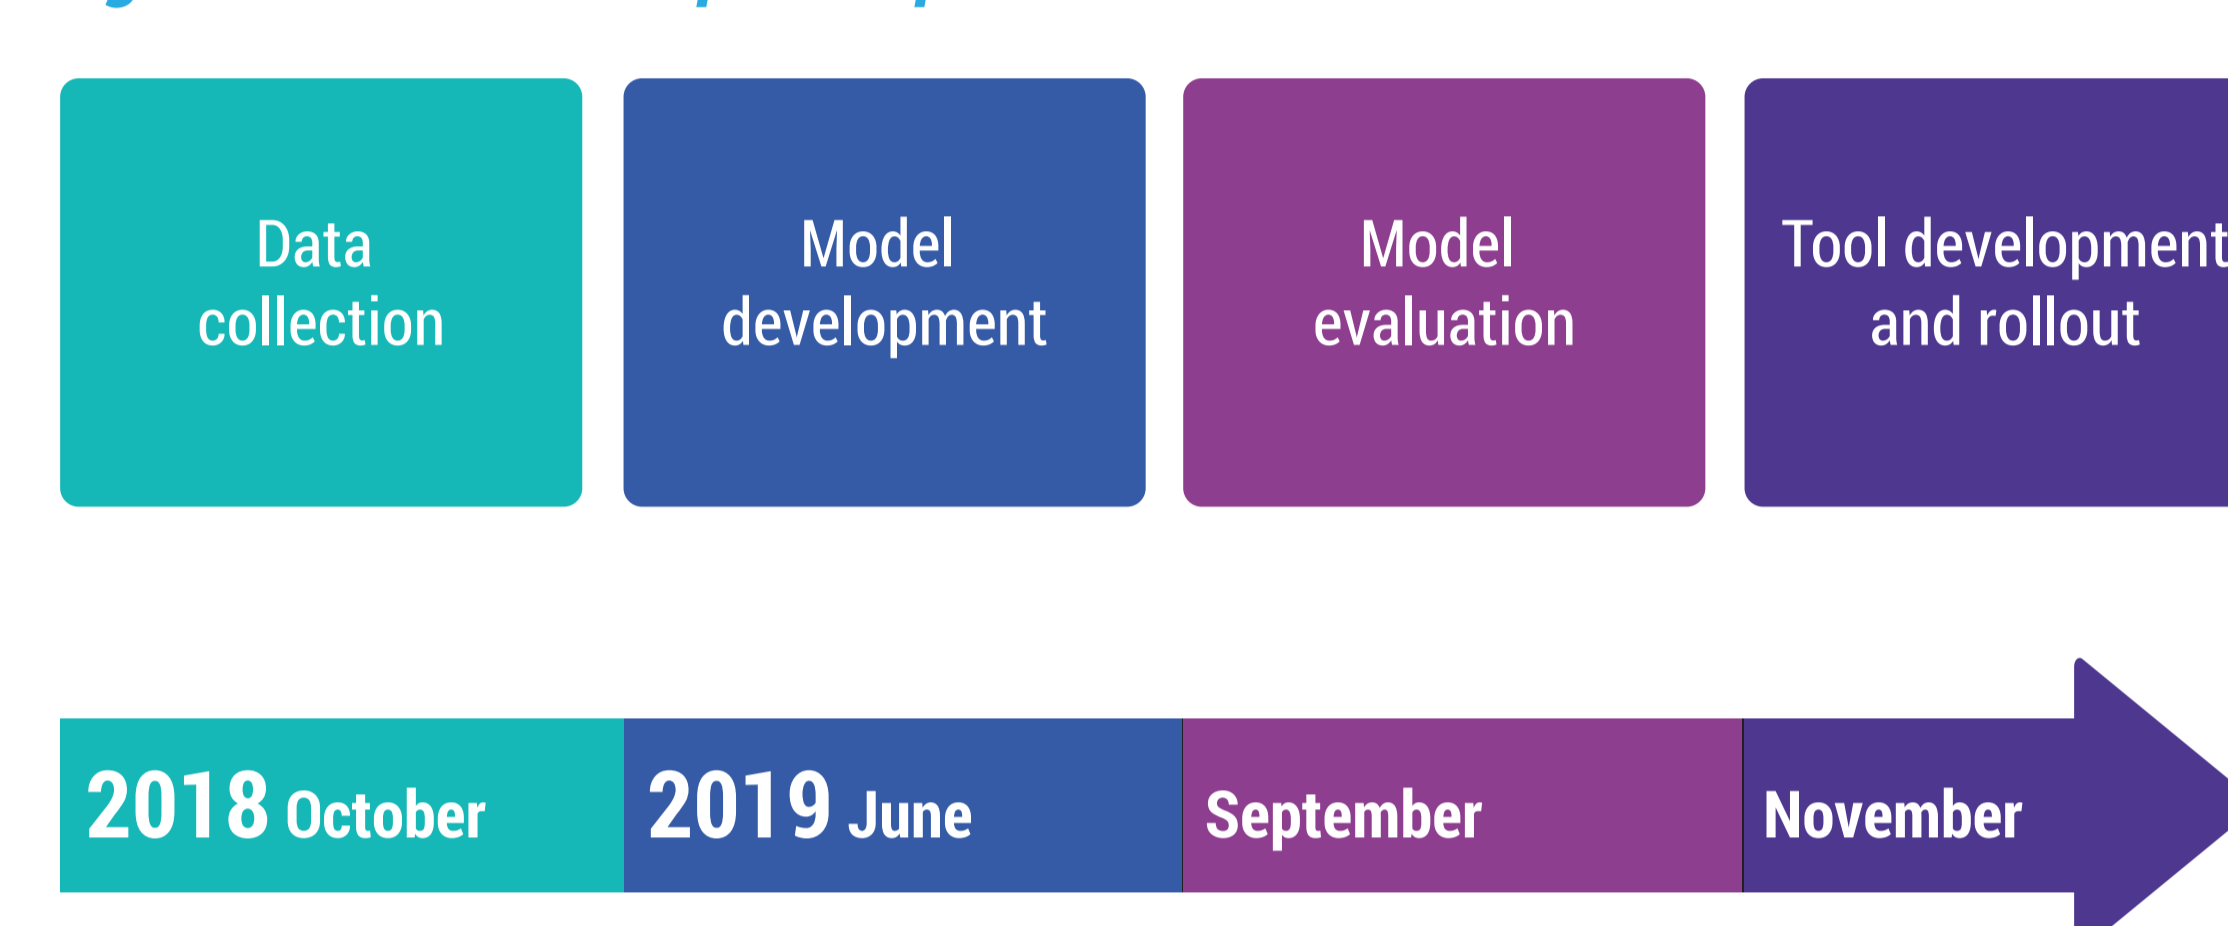 Data
collection
Model
development
Model
evaluation
Tool development
and rollout
2018 October
2019 June
September
November